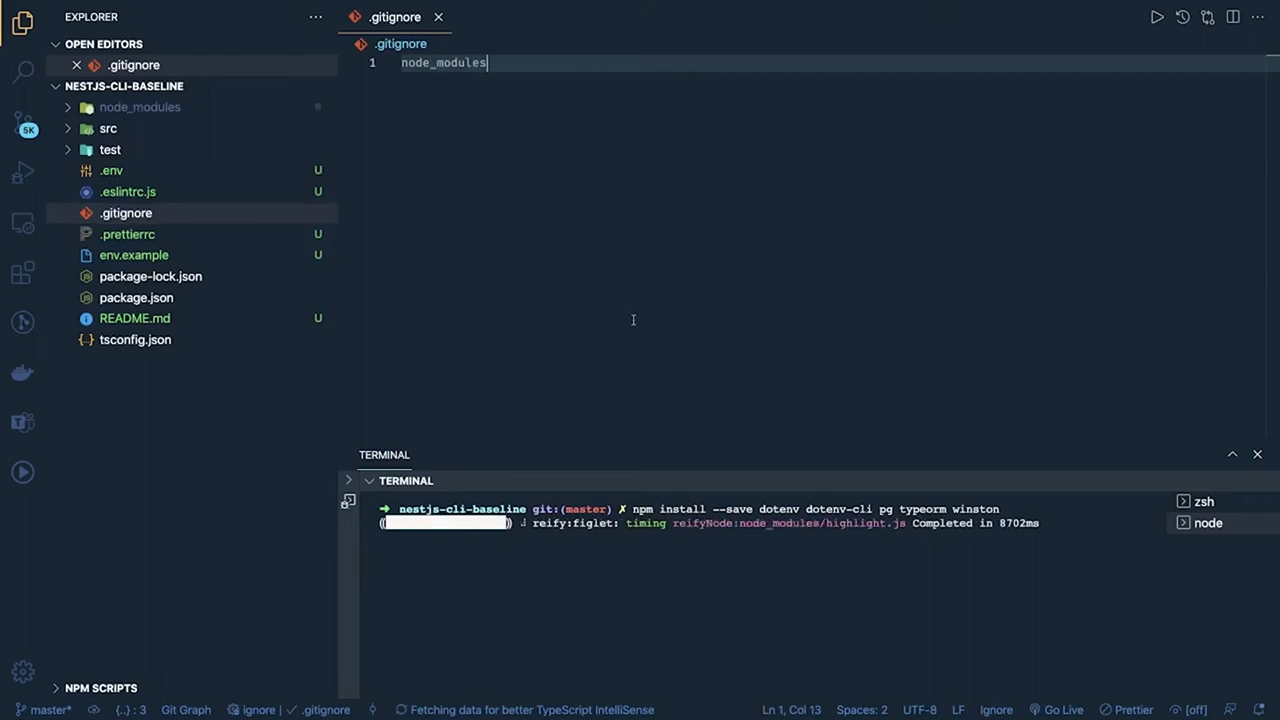 EXPLORER
.gitignore
OPEN EDITORS
.gitignore
.gitignore
1 node_modules
NESTJS-CLI-BASELINE
node_modules
src
5K
test
.env U
.eslintrc.js U
.gitignore
.prettierrc U
env.example U
package-lock.json
package.json
README.md U
tsconfig.json
TERMINAL
TERMINAL
→ nestjs-cli-baseline git:(master) ✗ npm install --save dotenv dotenv-cli pg typeorm winston
reify:figlet: timing reifyNode:node_modules/highlight.js Completed in 8702ms
zsh
node
NPM SCRIPTS
master* {..} : 3 Git Graph ignore .gitignore Fetching data for better TypeScript IntelliSense Ln 1, Col 13 Spaces: 2 UTF-8 LF Ignore Go Live Prettier [off]